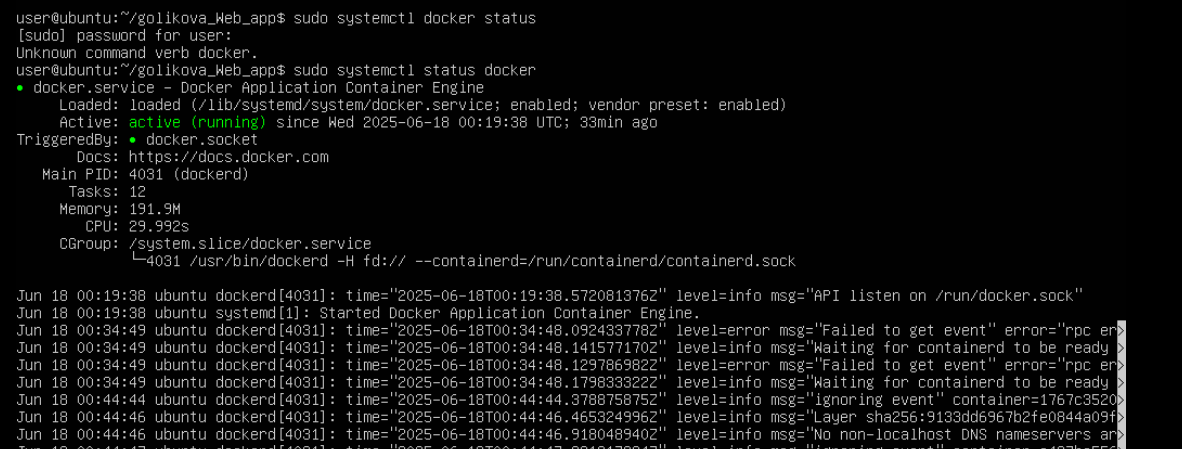 user@ubuntu:~/golikova_Web_app$ sudo systemctl docker status
[sudo] password for user:
Unknown command verb docker.
user@ubuntu:~/golikova_Web_app$ sudo systemctl status docker
● docker.service - Docker Application Container Engine
Loaded: loaded (/lib/systemd/system/docker.service; enabled; vendor preset: enabled)
Active: active (running) since Wed 2025-06-18 00:19:38 UTC; 33min ago
TriggeredBy: ● docker.socket
Docs: https://docs.docker.com
Main PID: 4031 (dockerd)
Tasks: 12
Memory: 191.9M
CPU: 29.992s
CGroup: /system.slice/docker.service
└─4031 /usr/bin/dockerd -H fd:// --containerd=/run/containerd/containerd.sock
Jun 18 00:19:38 ubuntu dockerd[4031]: time="2025-06-18T00:19:38.572081376Z" level=info msg="API listen on /run/docker.sock"
Jun 18 00:19:38 ubuntu systemd[1]: Started Docker Application Container Engine.
Jun 18 00:34:49 ubuntu dockerd[4031]: time="2025-06-18T00:34:48.092433778Z" level=error msg="Failed to get event" error="rpc er>
Jun 18 00:34:49 ubuntu dockerd[4031]: time="2025-06-18T00:34:48.141577170Z" level=info msg="Waiting for containerd to be ready >
Jun 18 00:34:49 ubuntu dockerd[4031]: time="2025-06-18T00:34:48.129786982Z" level=error msg="Failed to get event" error="rpc er>
Jun 18 00:34:49 ubuntu dockerd[4031]: time="2025-06-18T00:34:48.179833322Z" level=info msg="Waiting for containerd to be ready >
Jun 18 00:44:44 ubuntu dockerd[4031]: time="2025-06-18T00:44:44.378875875Z" level=info msg="ignoring event" container=1767c3520>
Jun 18 00:44:46 ubuntu dockerd[4031]: time="2025-06-18T00:44:46.465324996Z" level=info msg="Layer sha256:9133dd6967b2fe0844a09f>
Jun 18 00:44:46 ubuntu dockerd[4031]: time="2025-06-18T00:44:46.918048940Z" level=info msg="No non-localhost DNS nameservers ar>